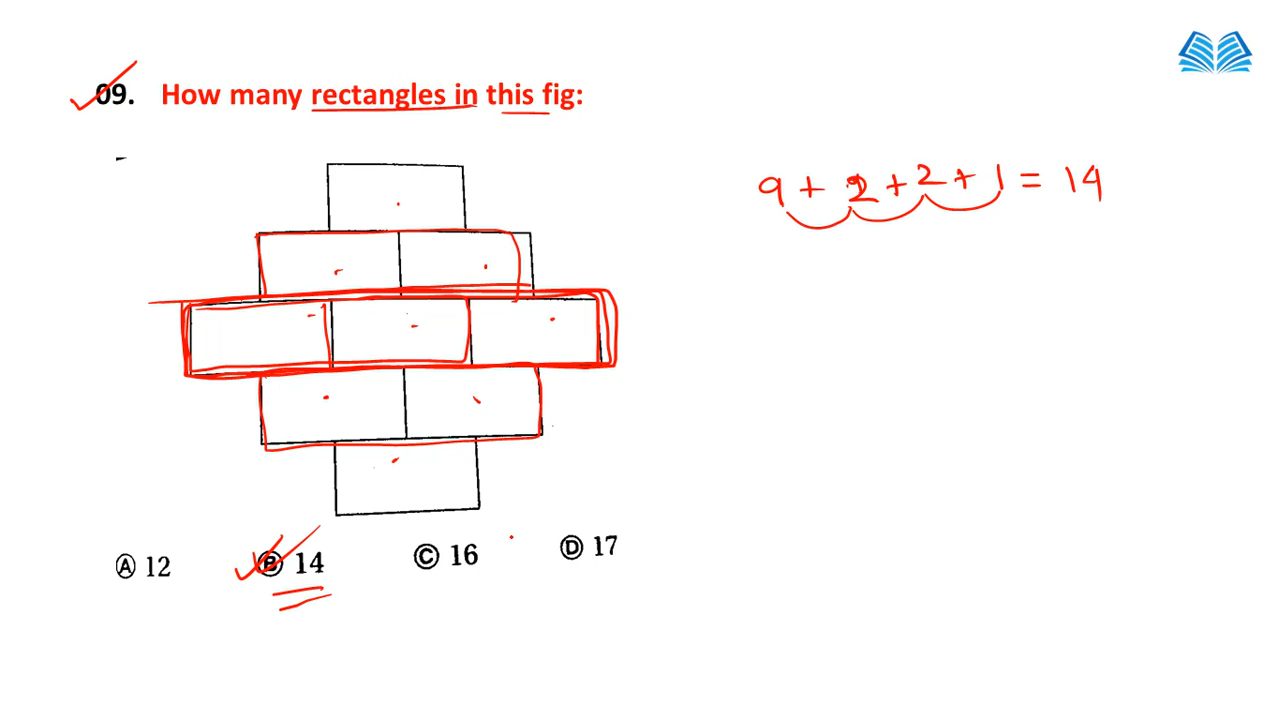 09. How many rectangles in this fig:
9 + 2 + 2 + 1 = 14
Ⓐ 12 Ⓑ 14 Ⓒ 16 Ⓓ 17